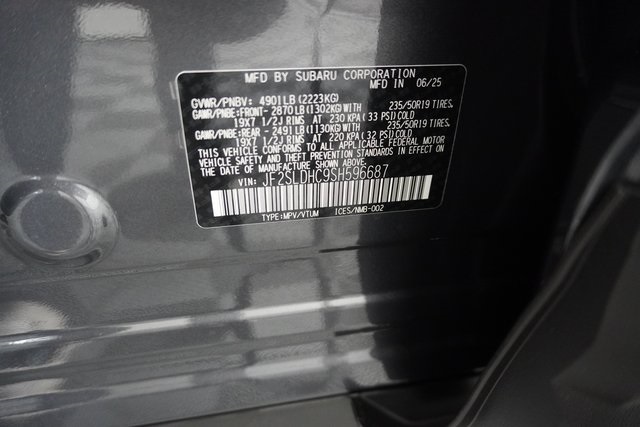 MFD BY SUBARU CORPORATION
MFD IN 06/25
GVWR/PNBV: 4901LB(2223KG)
GAWR/PNBE:FRONT- 2870LB(1302KG)WITH 235/50R19 TIRES,
19X7 1/2J RIMS AT 230 KPA(33 PSI)COLD
GAWR/PNBE:REAR - 2491LB(1130KG)WITH 235/50R19 TIRES,
19X7 1/2J RIMS AT 220 KPA(32 PSI)COLD
THIS VEHICLE CONFORMS TO ALL APPLICABLE FEDERAL MOTOR
VEHICLE SAFETY AND THEFT PREVENTION STANDARDS IN EFFECT ON
THE DATE OF MANUFACTURE SHOWN ABOVE.
VIN: JF2SLDHC9SH596687
TYPE:MPV/VTUM ICES/NMB-002